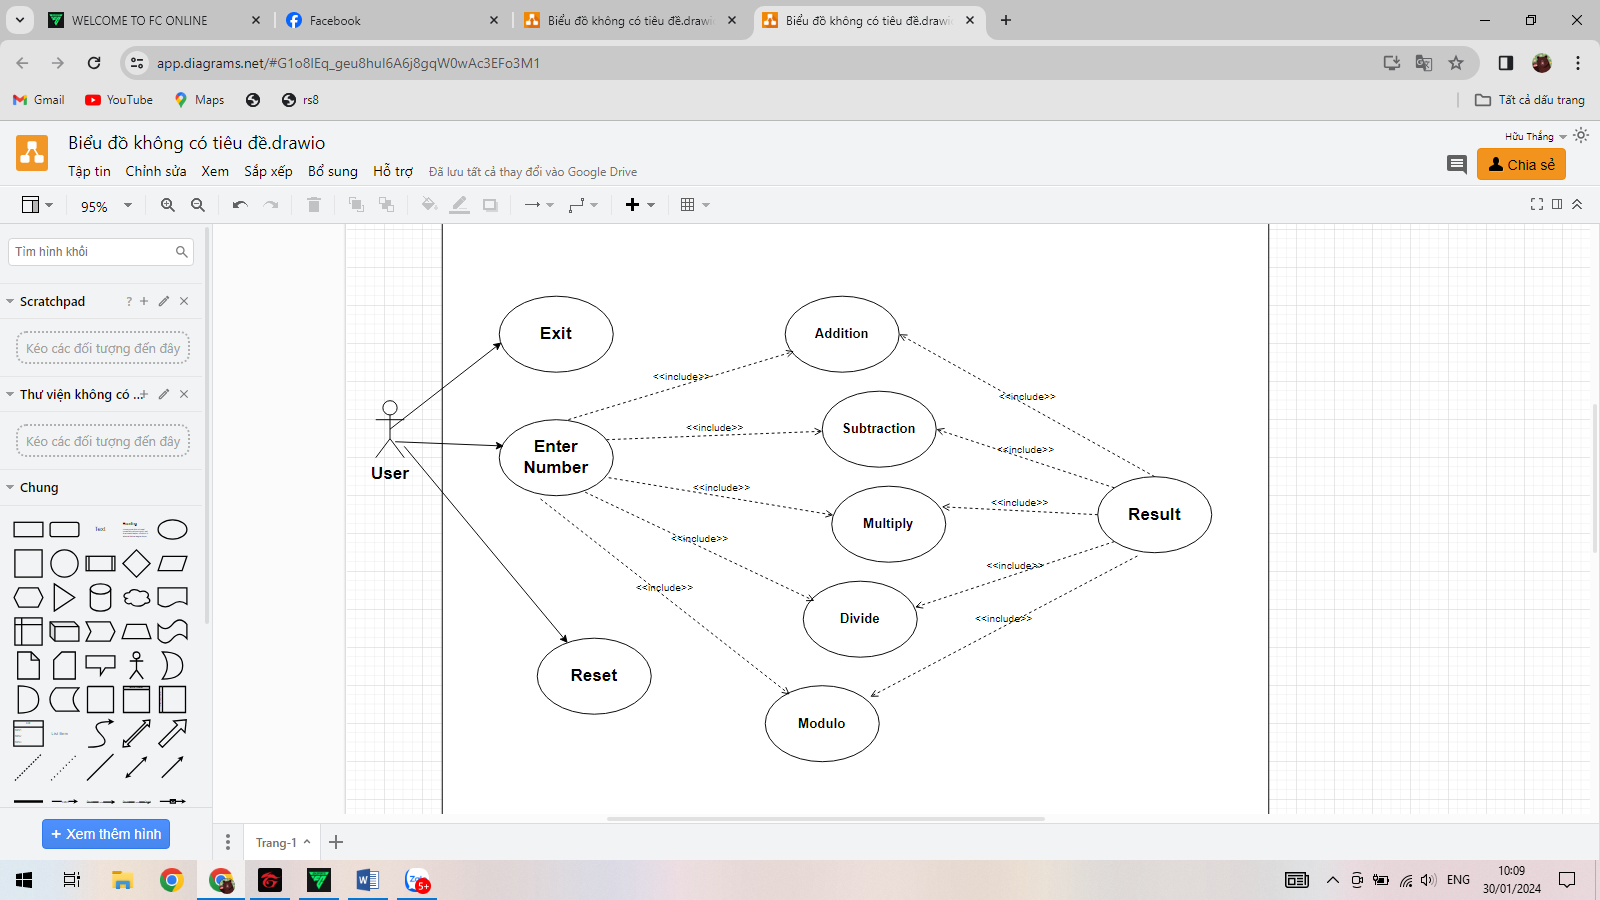 WELCOME TO FC ONLINE
Facebook
Biểu đồ không có tiêu đề.drawi
Biểu đồ không có tiêu đề.drawi
app.diagrams.net/#G1o8IEq_geu8hul6A6j8gqW0wAc3EFo3M1
Gmail
YouTube
Maps
rs8
Tất cả dấu trang
Biểu đồ không có tiêu đề.drawio
Hữu Thắng
Tập tin
Chỉnh sửa
Xem
Sắp xếp
Bổ sung
Hỗ trợ
Đã lưu tất cả thay đổi vào Google Drive
Chia sẻ
95%
Tìm hình khối
Scratchpad
?
Kéo các đối tượng đến đây
Thư viện không có ...
Kéo các đối tượng đến đây
Chung
Text
Heading
Xem thêm hình
Exit
Addition
<<include>>
<<include>>
Subtraction
<<include>>
<<include>>
Enter
Number
User
<<include>>
<<include>>
Multiply
Result
<<include>>
<<include>>
<<include>>
Divide
<<include>>
Reset
Modulo
Trang-1
Zalo
5+
ENG
10:09
30/01/2024